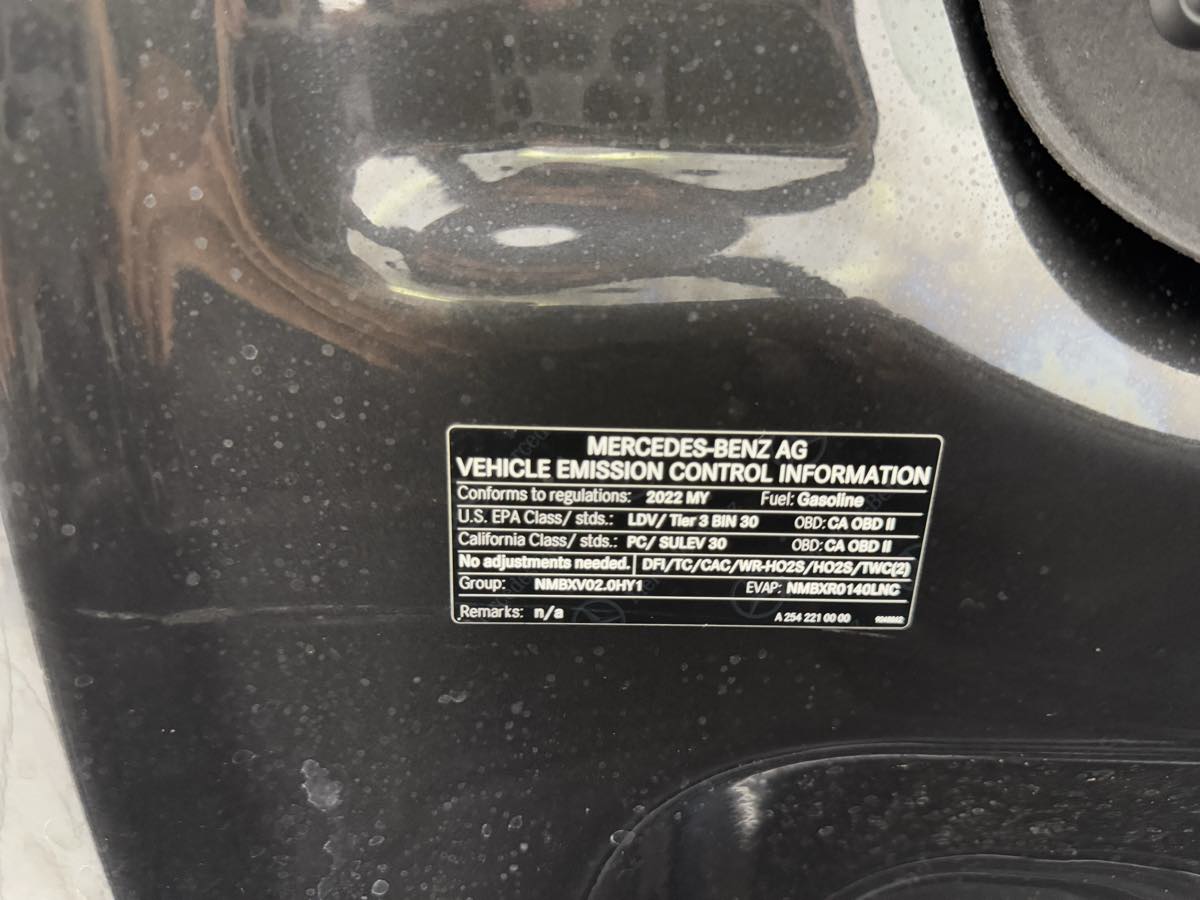 MERCEDES-BENZ AG
VEHICLE EMISSION CONTROL INFORMATION
Conforms to regulations: 2022 MY Fuel: Gasoline
U.S. EPA Class/ stds.: LDV/ Tier 3 BIN 30 OBD: CA OBD II
California Class/ stds.: PC/ SULEV 30 OBD: CA OBD II
No adjustments needed. DFI/TC/CAC/WR-HO2S/HO2S/TWC(2)
Group: NMBXV02.0HY1 EVAP: NMBXR0140LNC
Remarks: n/a A 254 221 00 00